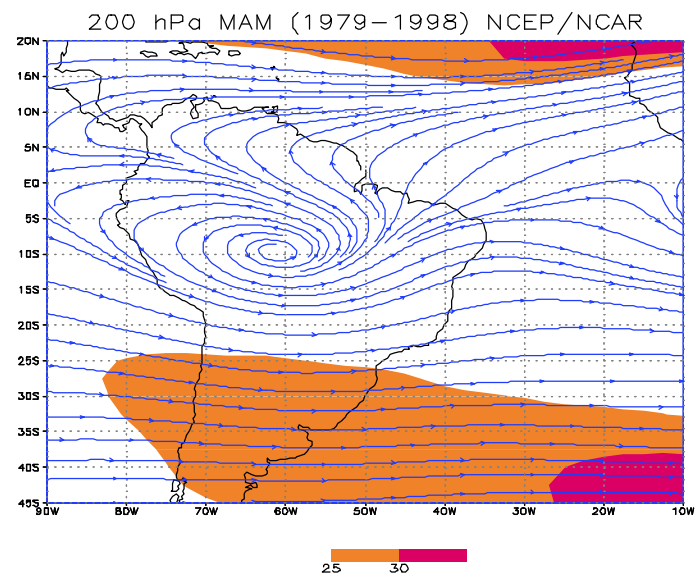 200 hPa MAM (1979-1998) NCEP/NCAR
20N
15N
10N
5N
EQ
5S
10S
15S
20S
25S
30S
35S
40S
45S
90W 80W 70W 60W 50W 40W 30W 20W 10W
25 30